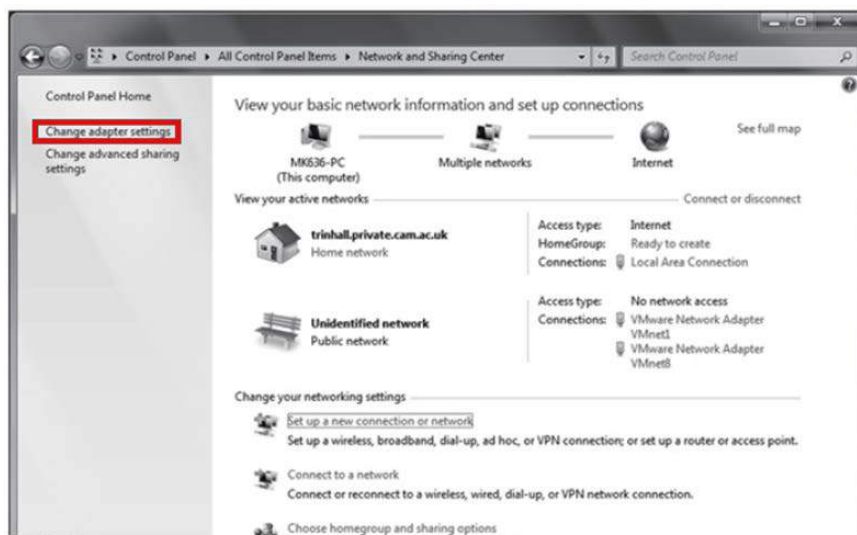 Control Panel ▸ All Control Panel Items ▸ Network and Sharing Center
Search Control Panel
Control Panel Home
Change adapter settings
Change advanced sharing
settings
View your basic network information and set up connections
MK636-PC
(This computer)
Multiple networks
Internet
See full map
View your active networks
Connect or disconnect
trinhall.private.cam.ac.uk
Home network
Access type: Internet
HomeGroup: Ready to create
Connections: Local Area Connection
Unidentified network
Public network
Access type: No network access
Connections: VMware Network Adapter
VMnet1
VMware Network Adapter
VMnet8
Change your networking settings
Set up a new connection or network
Set up a wireless, broadband, dial-up, ad hoc, or VPN connection; or set up a router or access point.
Connect to a network
Connect or reconnect to a wireless, wired, dial-up, or VPN network connection.
Choose homegroup and sharing options